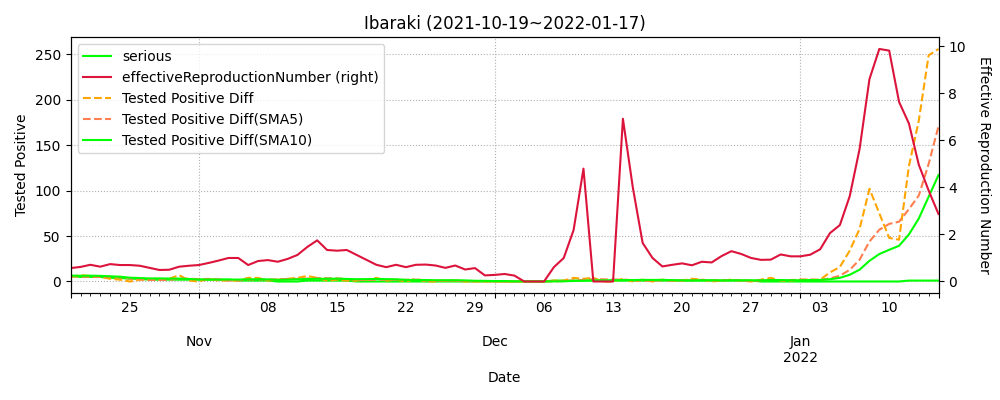 Ibaraki (2021-10-19~2022-01-17)
serious
effectiveReproductionNumber (right)
Tested Positive Diff
Tested Positive Diff(SMA5)
Tested Positive Diff(SMA10)
Tested Positive
250
200
150
100
50
0
10
8
6
4
2
0
Effective Reproduction Number
25
08
15
22
29
06
13
20
27
03
10
Nov
Dec
Jan
2022
Date